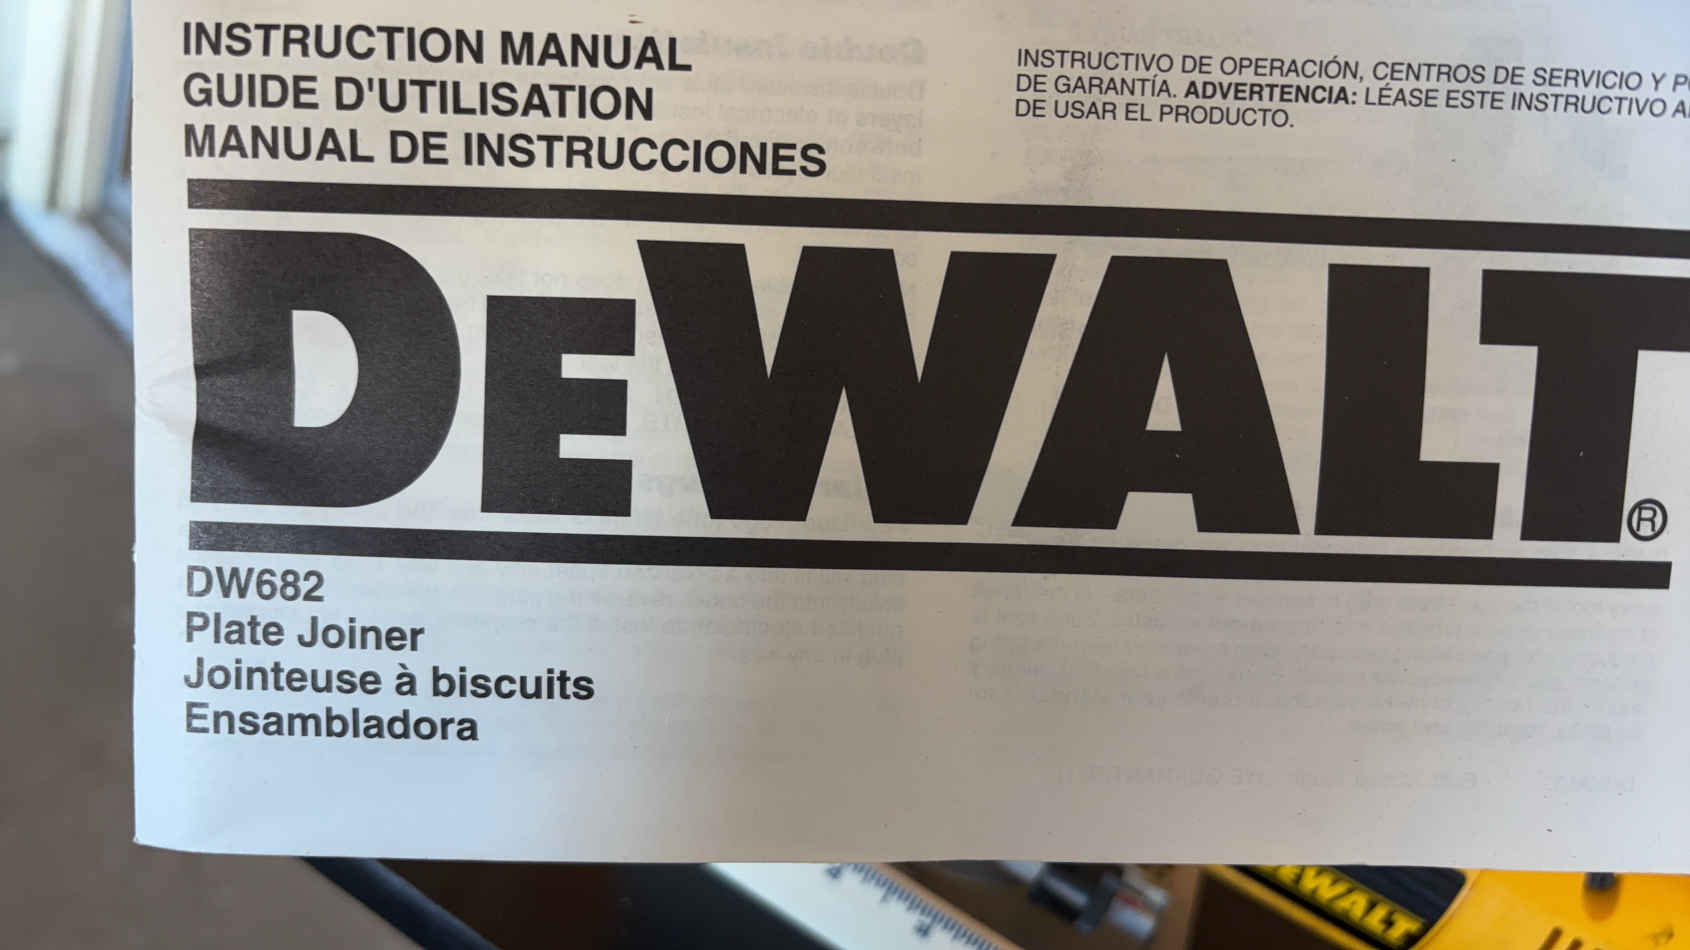 INSTRUCTION MANUAL
GUIDE D'UTILISATION
MANUAL DE INSTRUCCIONES
INSTRUCTIVO DE OPERACIÓN, CENTROS DE SERVICIO Y
DE GARANTÍA. ADVERTENCIA: LÉASE ESTE INSTRUCTIVO
DE USAR EL PRODUCTO.
DEWALT®
DW682
Plate Joiner
Jointeuse à biscuits
Ensambladora
DEWALT